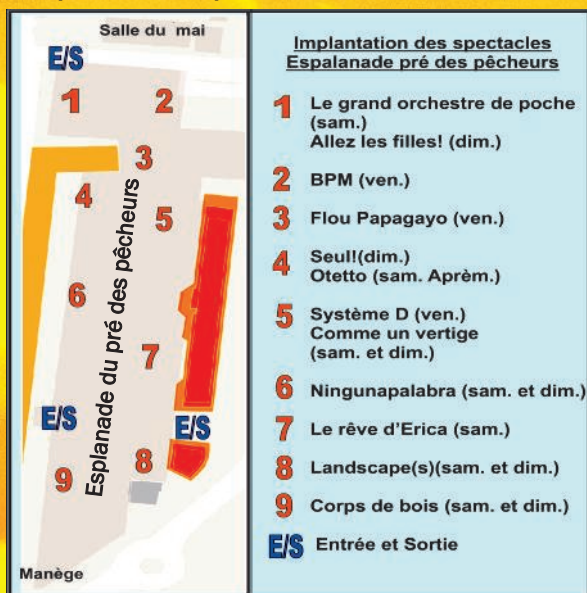 Salle du mai
E/S
1
2
3
4
5
6
7
E/S
E/S
8
9
Esplanade du pré des pêcheurs
Manège
Implantation des spectacles
Espalanade pré des pêcheurs
1 Le grand orchestre de poche
(sam.)
Allez les filles! (dim.)
2 BPM (ven.)
3 Flou Papagayo (ven.)
4 Seul!(dim.)
Otetto (sam. Aprèm.)
5 Système D (ven.)
Comme un vertige
(sam. et dim.)
6 Ningunapalabra (sam. et dim.)
7 Le rêve d'Erica (sam.)
8 Landscape(s)(sam. et dim.)
9 Corps de bois (sam. et dim.)
E/S Entrée et Sortie